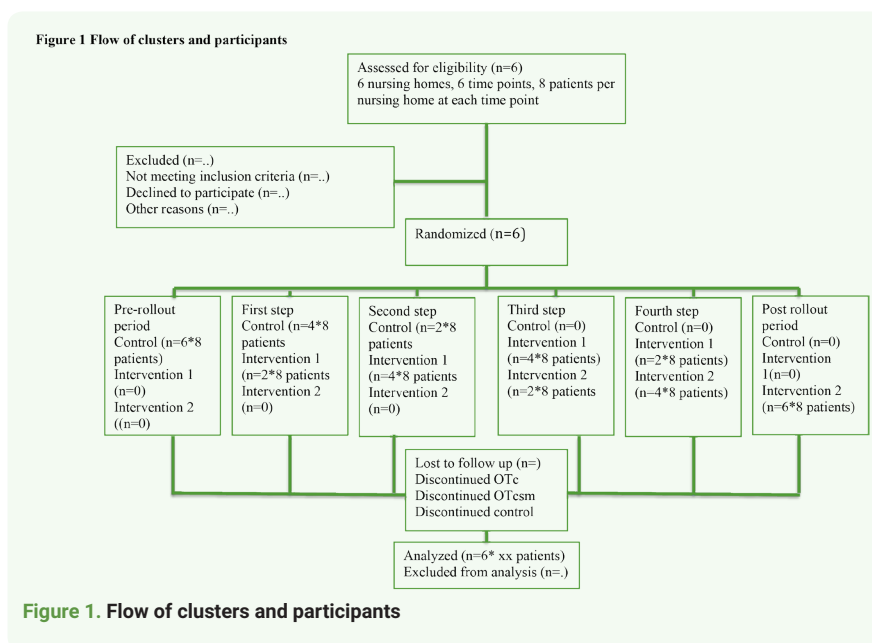 Figure 1 Flow of clusters and participants
Assessed for eligibility (n=6)
6 nursing homes, 6 time points, 8 patients per
nursing home at each time point
Excluded (n=..)
Not meeting inclusion criteria (n=..)
Declined to participate (n=..)
Other reasons (n=..)
Randomized (n=6)
Pre-rollout
period
Control (n=6*8
patients)
Intervention 1
(n=0)
Intervention 2
((n=0)
First step
Control (n=4*8
patients
Intervention 1
(n=2*8 patients
Intervention 2
(n=0)
Second step
Control (n=2*8
patients
Intervention 1
(n=4*8 patients
Intervention 2
(n=0)
Third step
Control (n=0)
Intervention 1
(n=4*8 patients)
Intervention 2
(n=2*8 patients
Fourth step
Control (n=0)
Intervention 1
(n=2*8 patients)
Intervention 2
(n=4*8 patients)
Post rollout
period
Control (n=0)
Intervention
1(n=0)
Intervention 2
(n=6*8 patients)
Lost to follow up (n=)
Discontinued OTc
Discontinued OTcsm
Discontinued control
Analyzed (n=6* xx patients)
Excluded from analysis (n=.)
Figure 1. Flow of clusters and participants